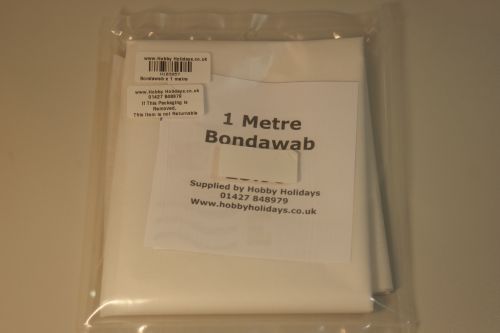 www.Hobby Holidays.co.uk
Bondawab x 1 metre
www.Hobby Holidays.co.uk
01427 848979
If This Packaging is
Removed,
This Item is not Returnable
1 Metre
Bondawab
Supplied by Hobby Holidays
01427 848979
Www.hobbyholidays.co.uk